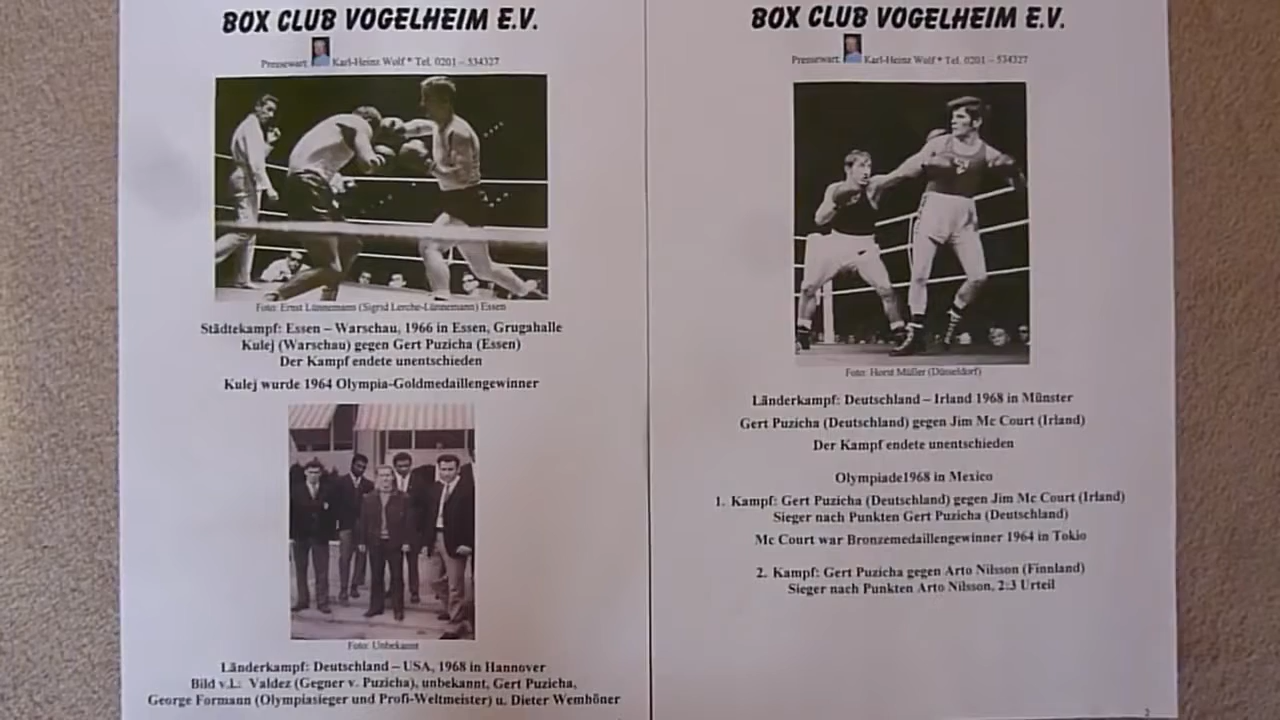 BOX CLUB VOGELHEIM E.V.
Pressewart Karl-Heinz Wolf * Tel. 0201 – 534327
Foto: Ernst Lünnemann (Sigrid Lerche-Lünnemann) Essen
Städtekampf: Essen – Warschau, 1966 in Essen, Grugahalle
Kulej (Warschau) gegen Gert Puzicha (Essen)
Der Kampf endete unentschieden
Kulej wurde 1964 Olympia-Goldmedaillengewinner
Foto: Unbekannt
Länderkampf: Deutschland – USA, 1968 in Hannover
Bild v.L: Valdez (Gegner v. Puzicha), unbekannt, Gert Puzicha,
George Formann (Olympiasieger und Profi-Weltmeister) u. Dieter Wemhöner
BOX CLUB VOGELHEIM E.V.
Pressewart Karl-Heinz Wolf * Tel. 0201 – 534327
Foto: Horst Müller (Düsseldorf)
Länderkampf: Deutschland – Irland 1968 in Münster
Gert Puzicha (Deutschland) gegen Jim Mc Court (Irland)
Der Kampf endete unentschieden
Olympiade1968 in Mexico
1. Kampf: Gert Puzicha (Deutschland) gegen Jim Mc Court (Irland)
Sieger nach Punkten Gert Puzicha (Deutschland)
Mc Court war Bronzemedaillengewinner 1964 in Tokio
2. Kampf: Gert Puzicha gegen Arto Nilsson (Finnland)
Sieger nach Punkten Arto Nilsson, 2:3 Urteil
2